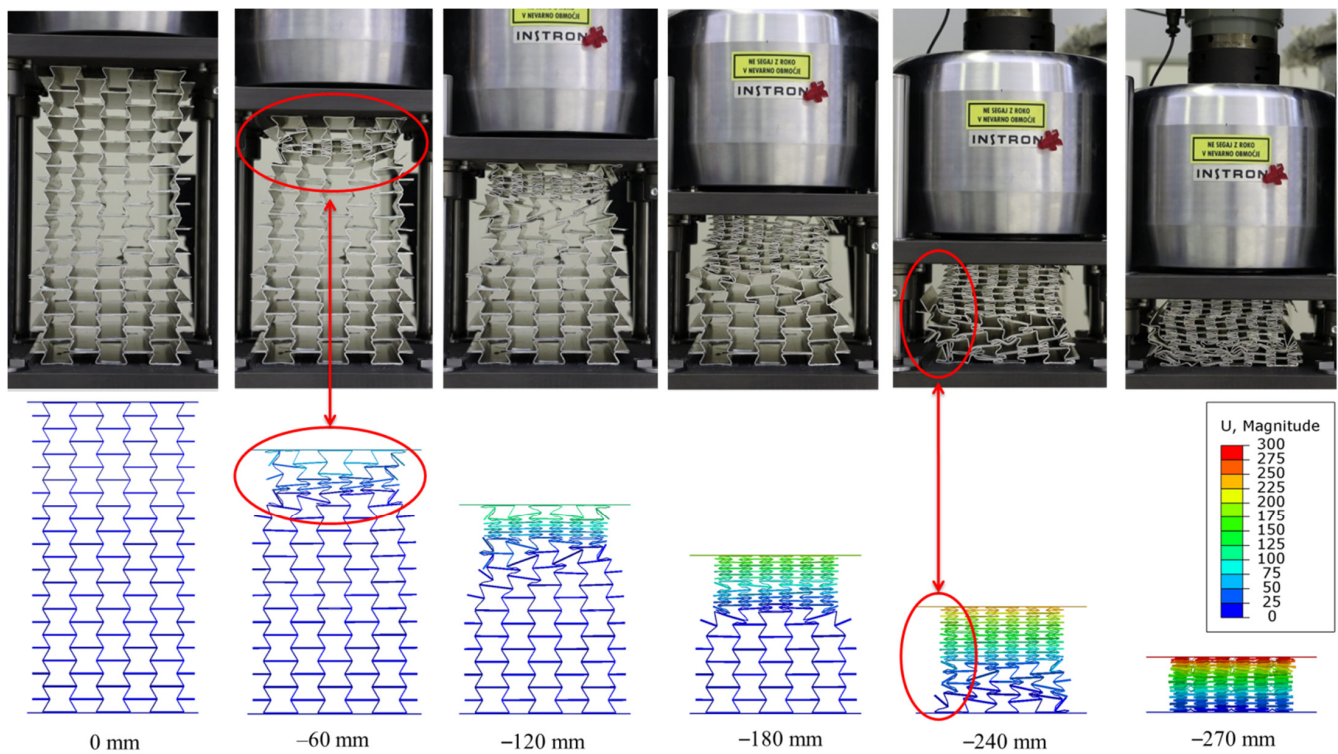 INSTRON
NE SEGAJ Z ROKO
V NEVARNO OBMOČJE
INSTRON
NE SEGAJ Z ROKO
V NEVARNO OBMOČJE
INSTRON
NE SEGAJ Z ROKO
V NEVARNO OBMOČJE
INSTRON
V NEVARNO OBMOČJE
U, Magnitude
300
275
250
225
200
175
150
125
100
75
50
25
0
0 mm
−60 mm
−120 mm
−180 mm
−240 mm
−270 mm